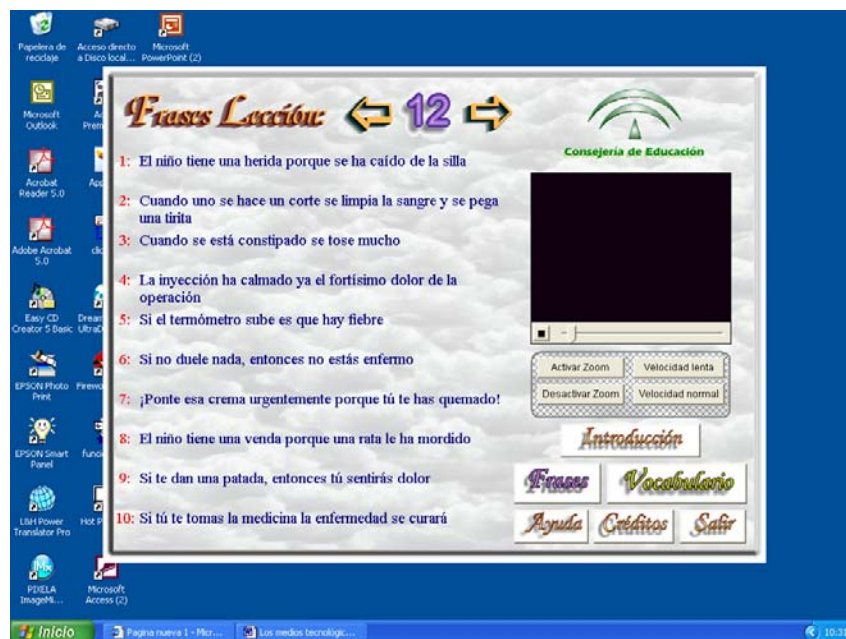 Papelera de
reciclaje
Acceso directo
a Disco local...
Microsoft
PowerPoint (2)
Microsoft
Outlook
Acrobat
Reader 5.0
Adobe Acrobat
5.0
Easy CD
Creator 5 Basic
EPSON Photo
Print
EPSON Smart
Panel
L&H Power
Translator Pro
PIXELA
ImageMi...
Microsoft
Access (2)
Frases Lección: 12
1: El niño tiene una herida porque se ha caído de la silla
2: Cuando uno se hace un corte se limpia la sangre y se pega
una tirita
3: Cuando se está constipado se tose mucho
4: La inyección ha calmado ya el fortísimo dolor de la
operación
5: Si el termómetro sube es que hay fiebre
6: Si no duele nada, entonces no estás enfermo
7: ¡Ponte esa crema urgentemente porque tú te has quemado!
8: El niño tiene una venda porque una rata le ha mordido
9: Si te dan una patada, entonces tú sentirás dolor
10: Si tú te tomas la medicina la enfermedad se curará
Consejería de Educación
Activar Zoom
Velocidad lenta
Desactivar Zoom
Velocidad normal
Introducción
Frases
Vocabulario
Ayuda
Créditos
Salir
Inicio
Pagina nueva 1 - Micr...
Los medios tecnológic...
10:31